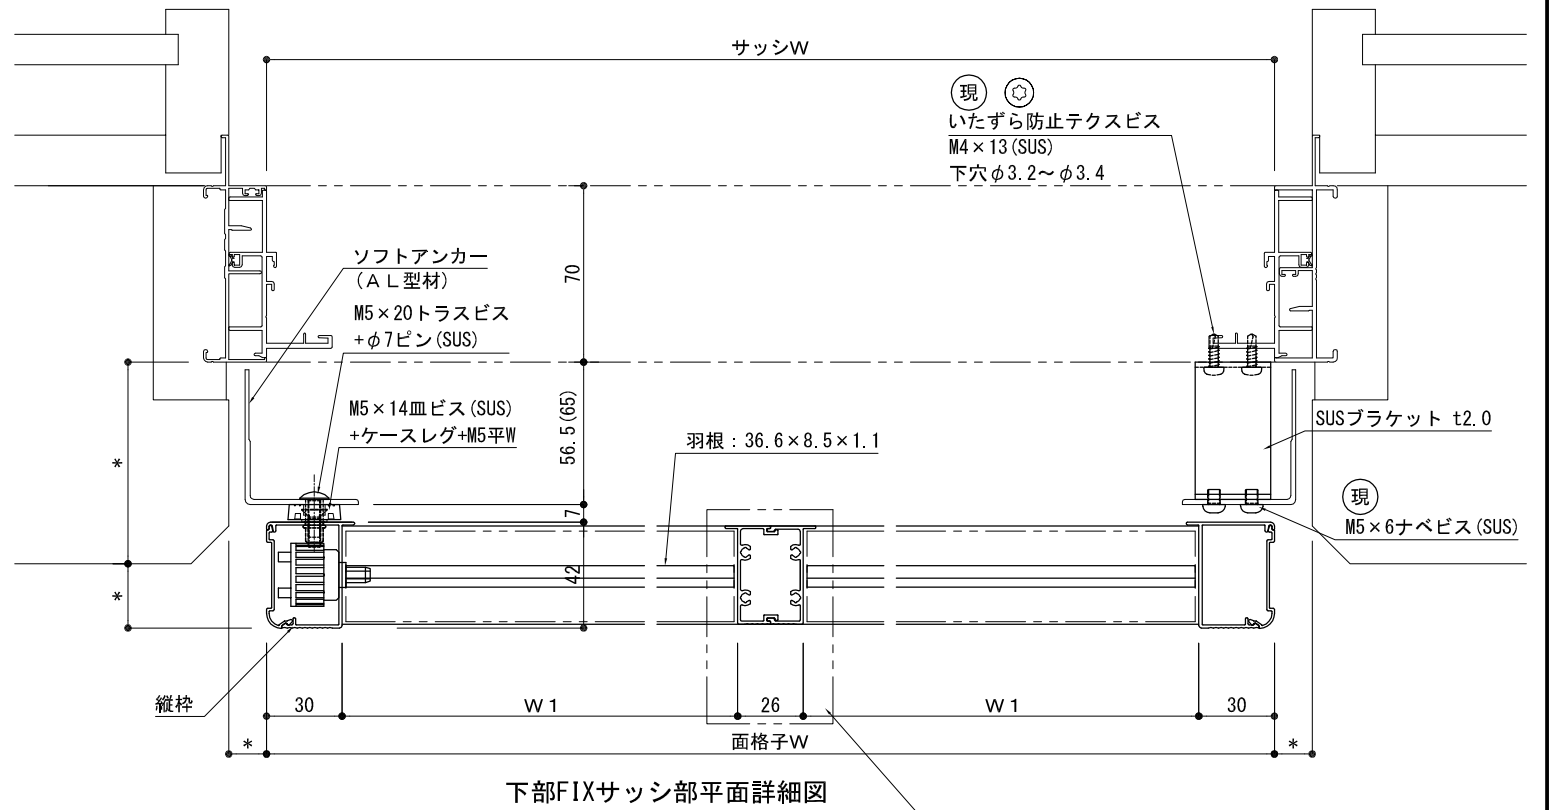 サッシW
現
いたずら防止テクスビス
M4×13(SUS)
下穴φ3.2～φ3.4
ソフトアンカー
(ＡＬ型材)
M5×20トラスビス
+φ7ピン(SUS)
70
M5×14皿ビス(SUS)
+ケースレグ+M5平W
56.5(65)
羽根：36.6×8.5×1.1
SUSブラケット t2.0
*
7
現
M5×6ナベビス(SUS)
42
*
縦枠
30
W1
26
W1
30
*
面格子W
*
下部FIXサッシ部平面詳細図